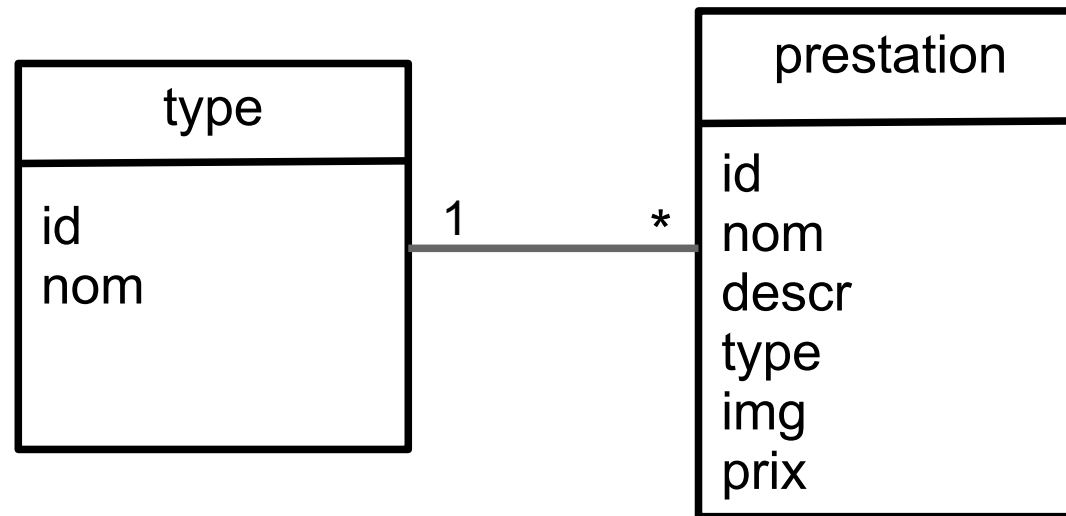 type
id
nom
1
*
prestation
id
nom
descr
type
img
prix